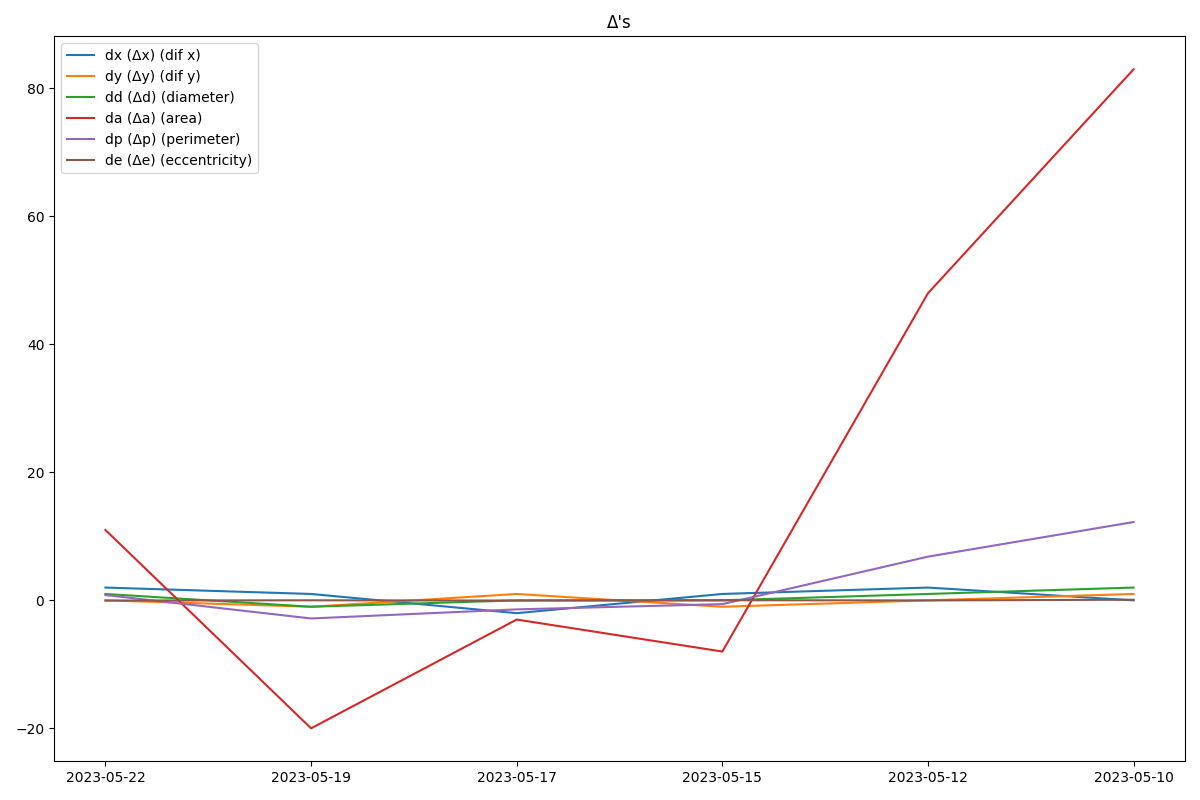 Δ's
dx (Δx) (dif x)
dy (Δy) (dif y)
dd (Δd) (diameter)
da (Δa) (area)
dp (Δp) (perimeter)
de (Δe) (eccentricity)
80
60
40
20
0
−20
2023-05-22 2023-05-19 2023-05-17 2023-05-15 2023-05-12 2023-05-10